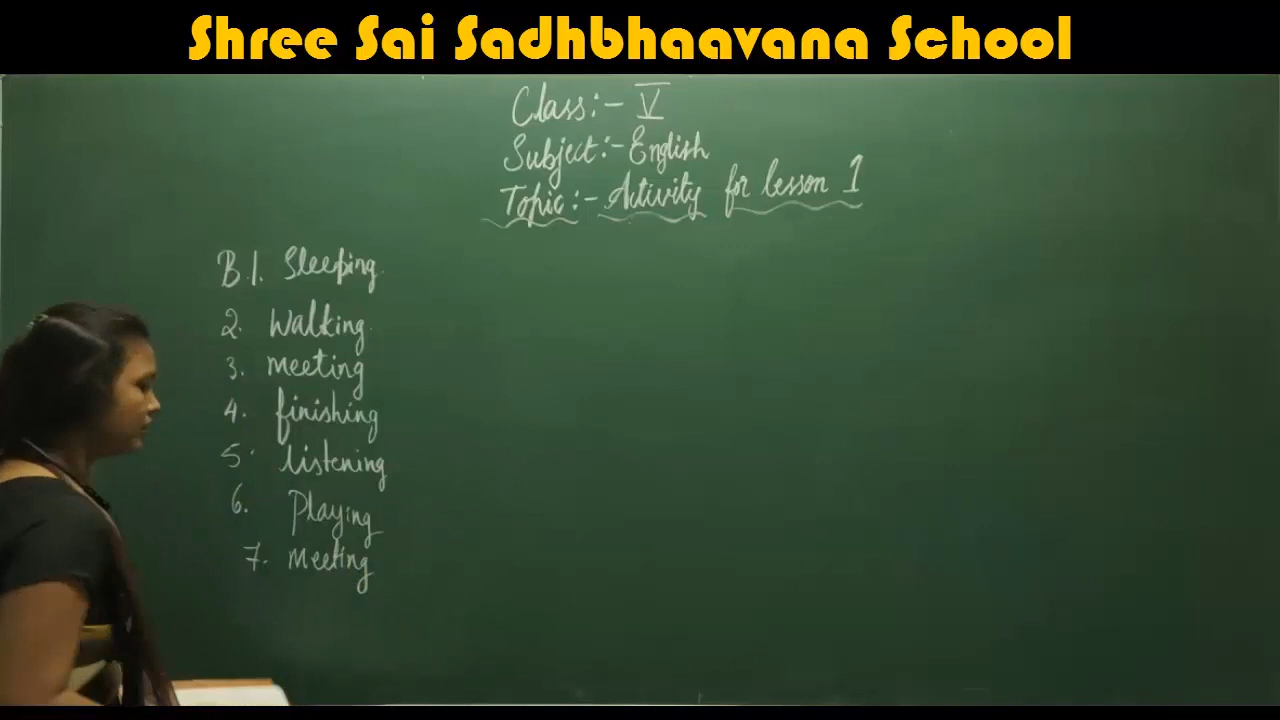 Shree Sai Sadhbhaavana School
Class:- V
Subject:- English
Topic:- Activity for lesson 1
B.1. Sleeping.
2. Walking.
3. meeting
4. finishing
5. listening
6. Playing
7. Meeting